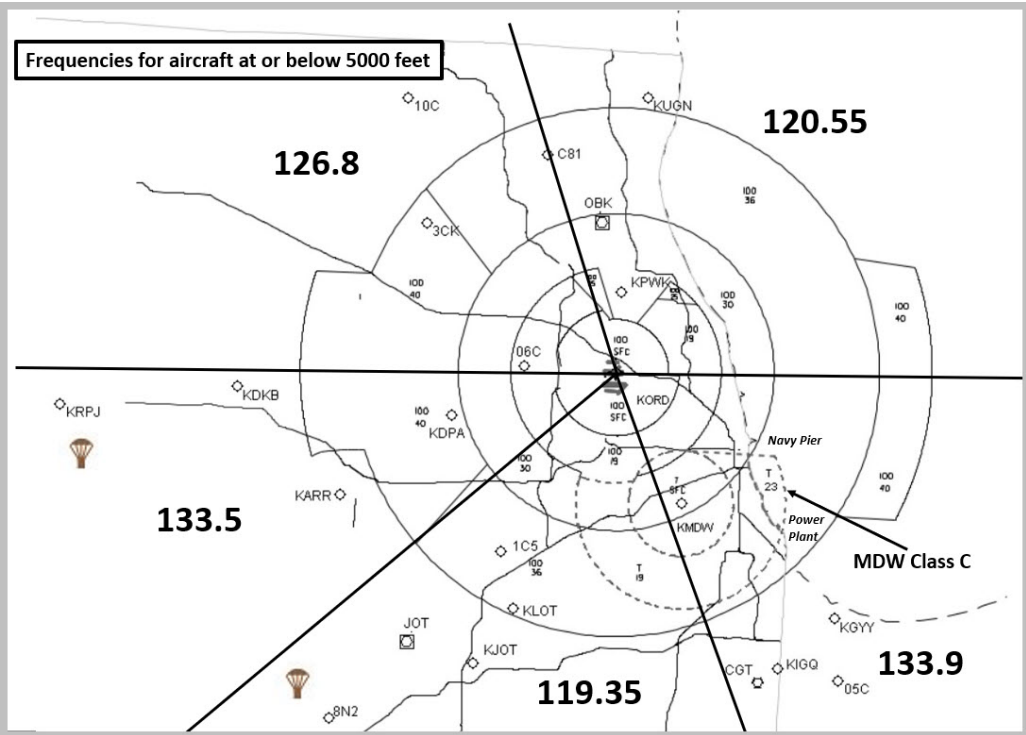 Frequencies for aircraft at or below 5000 feet
10C
KUGN
120.55
126.8
C81
100
36
OBK
3CK
100
40
KPWK
100
30
100
40
100
19
06C
100
SFC
KDKB
KRPJ
100
40
KDPA
100
SFC
KORD
Navy Pier
100
19
100
30
T
23
100
40
7
SFC
KARR
133.5
KMDW
Power
Plant
1C5
100
36
T
19
MDW Class C
KLOT
JOT
KGYY
KJOT
CGT
KIGQ
133.9
05C
119.35
8N2